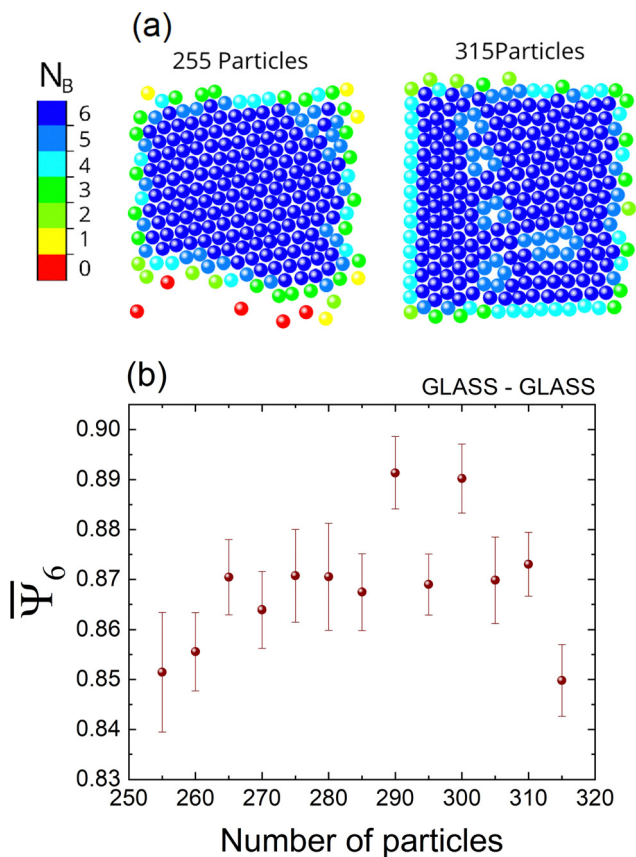 (a)
255 Particles
315Particles
N_B
6
5
4
3
2
1
0
(b)
GLASS - GLASS
0.90
0.89
0.88
0.87
0.86
0.85
0.84
0.83
Ψ̅_6
250 260 270 280 290 300 310 320
Number of particles